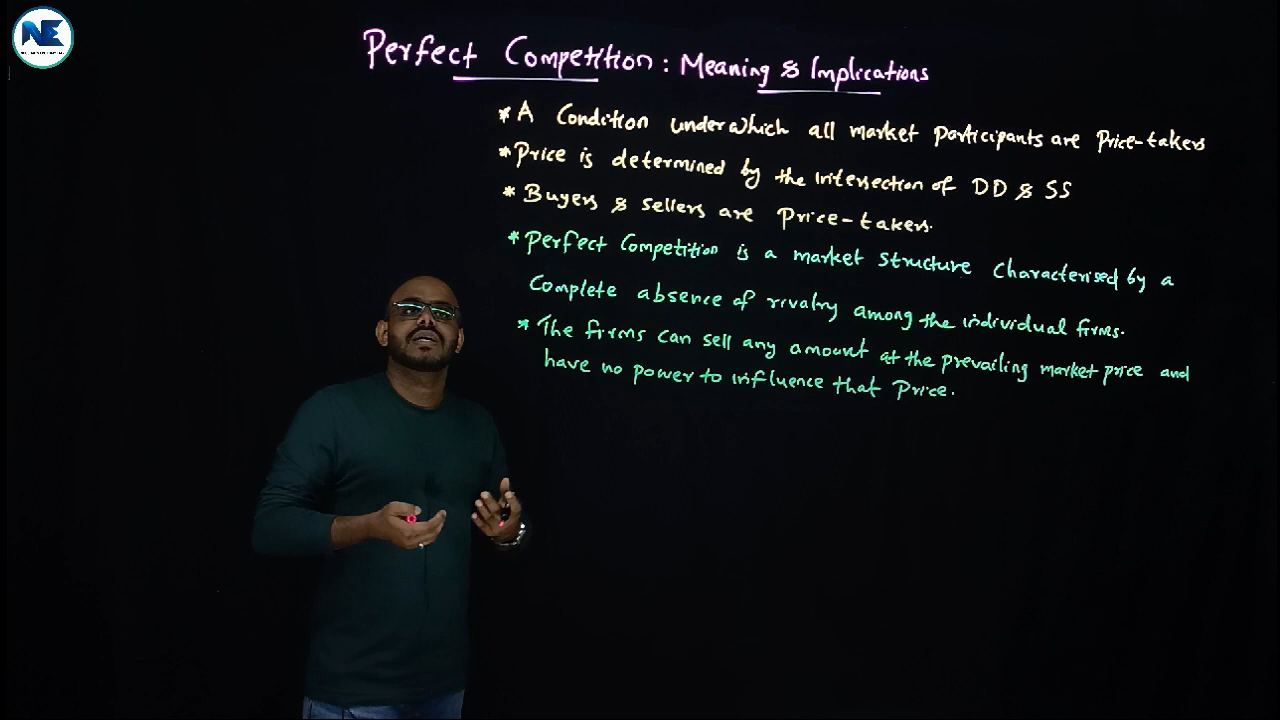 NE
Perfect Competition : Meaning & Implications
* A Condition underwhich all market participants are Price-takers
* Price is determined by the intersection of DD & SS
* Buyers & sellers are Price-takers.
* Perfect Competition is a market structure characterised by a
Complete absence of rivalry among the individual firms.
* The firms can sell any amount at the prevailing market price and
have no power to influence that Price.